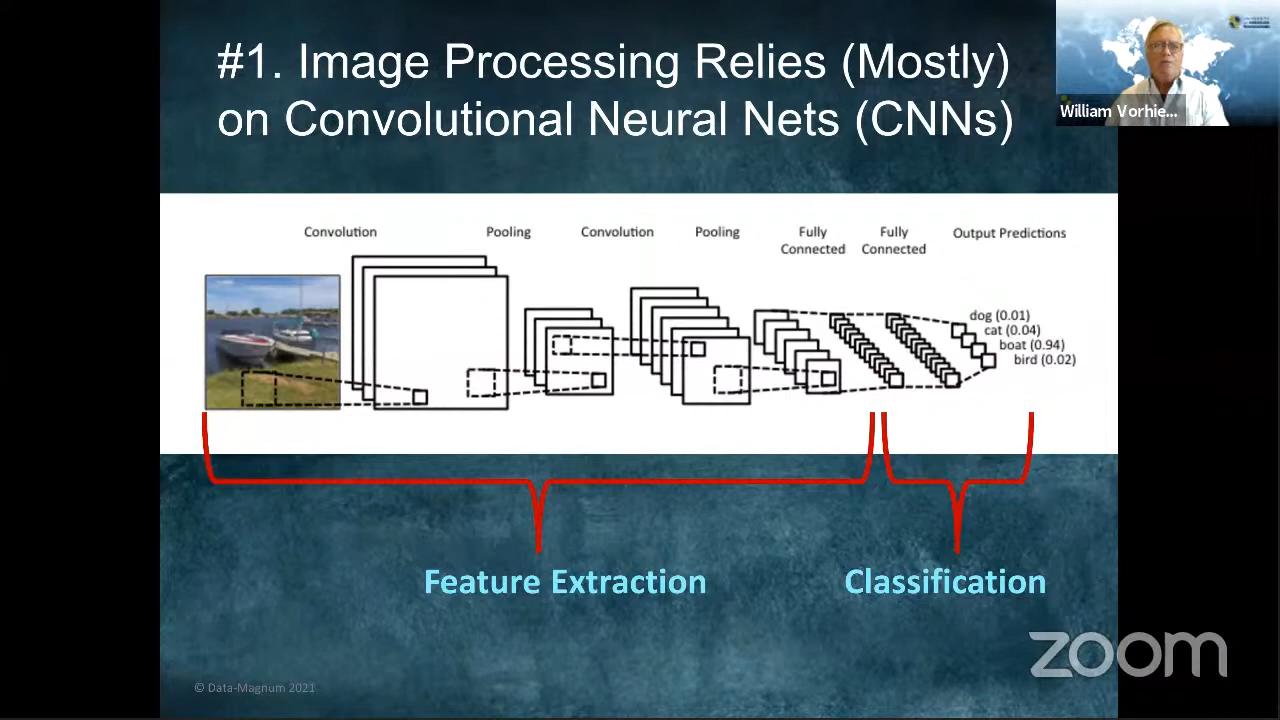 #1. Image Processing Relies (Mostly)
on Convolutional Neural Nets (CNNs)
William Vorhie...
Convolution
Pooling
Convolution
Pooling
Fully
Connected
Fully
Connected
Output Predictions
dog (0.01)
cat (0.04)
boat (0.94)
bird (0.02)
Feature Extraction
Classification
zoom
© Data-Magnum 2021